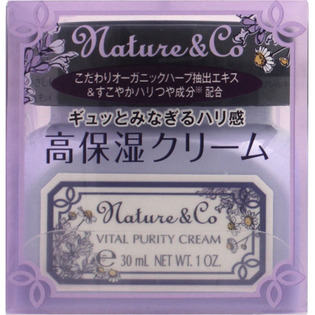 Nature&Co
こだわりオーガニックハーブ抽出エキス
&すこやかハリつや成分※配合
ギュッとみなぎるハリ感
高保湿クリーム
Nature&Co
VITAL PURITY CREAM
℮ 30 mL NET WT. 1 OZ.